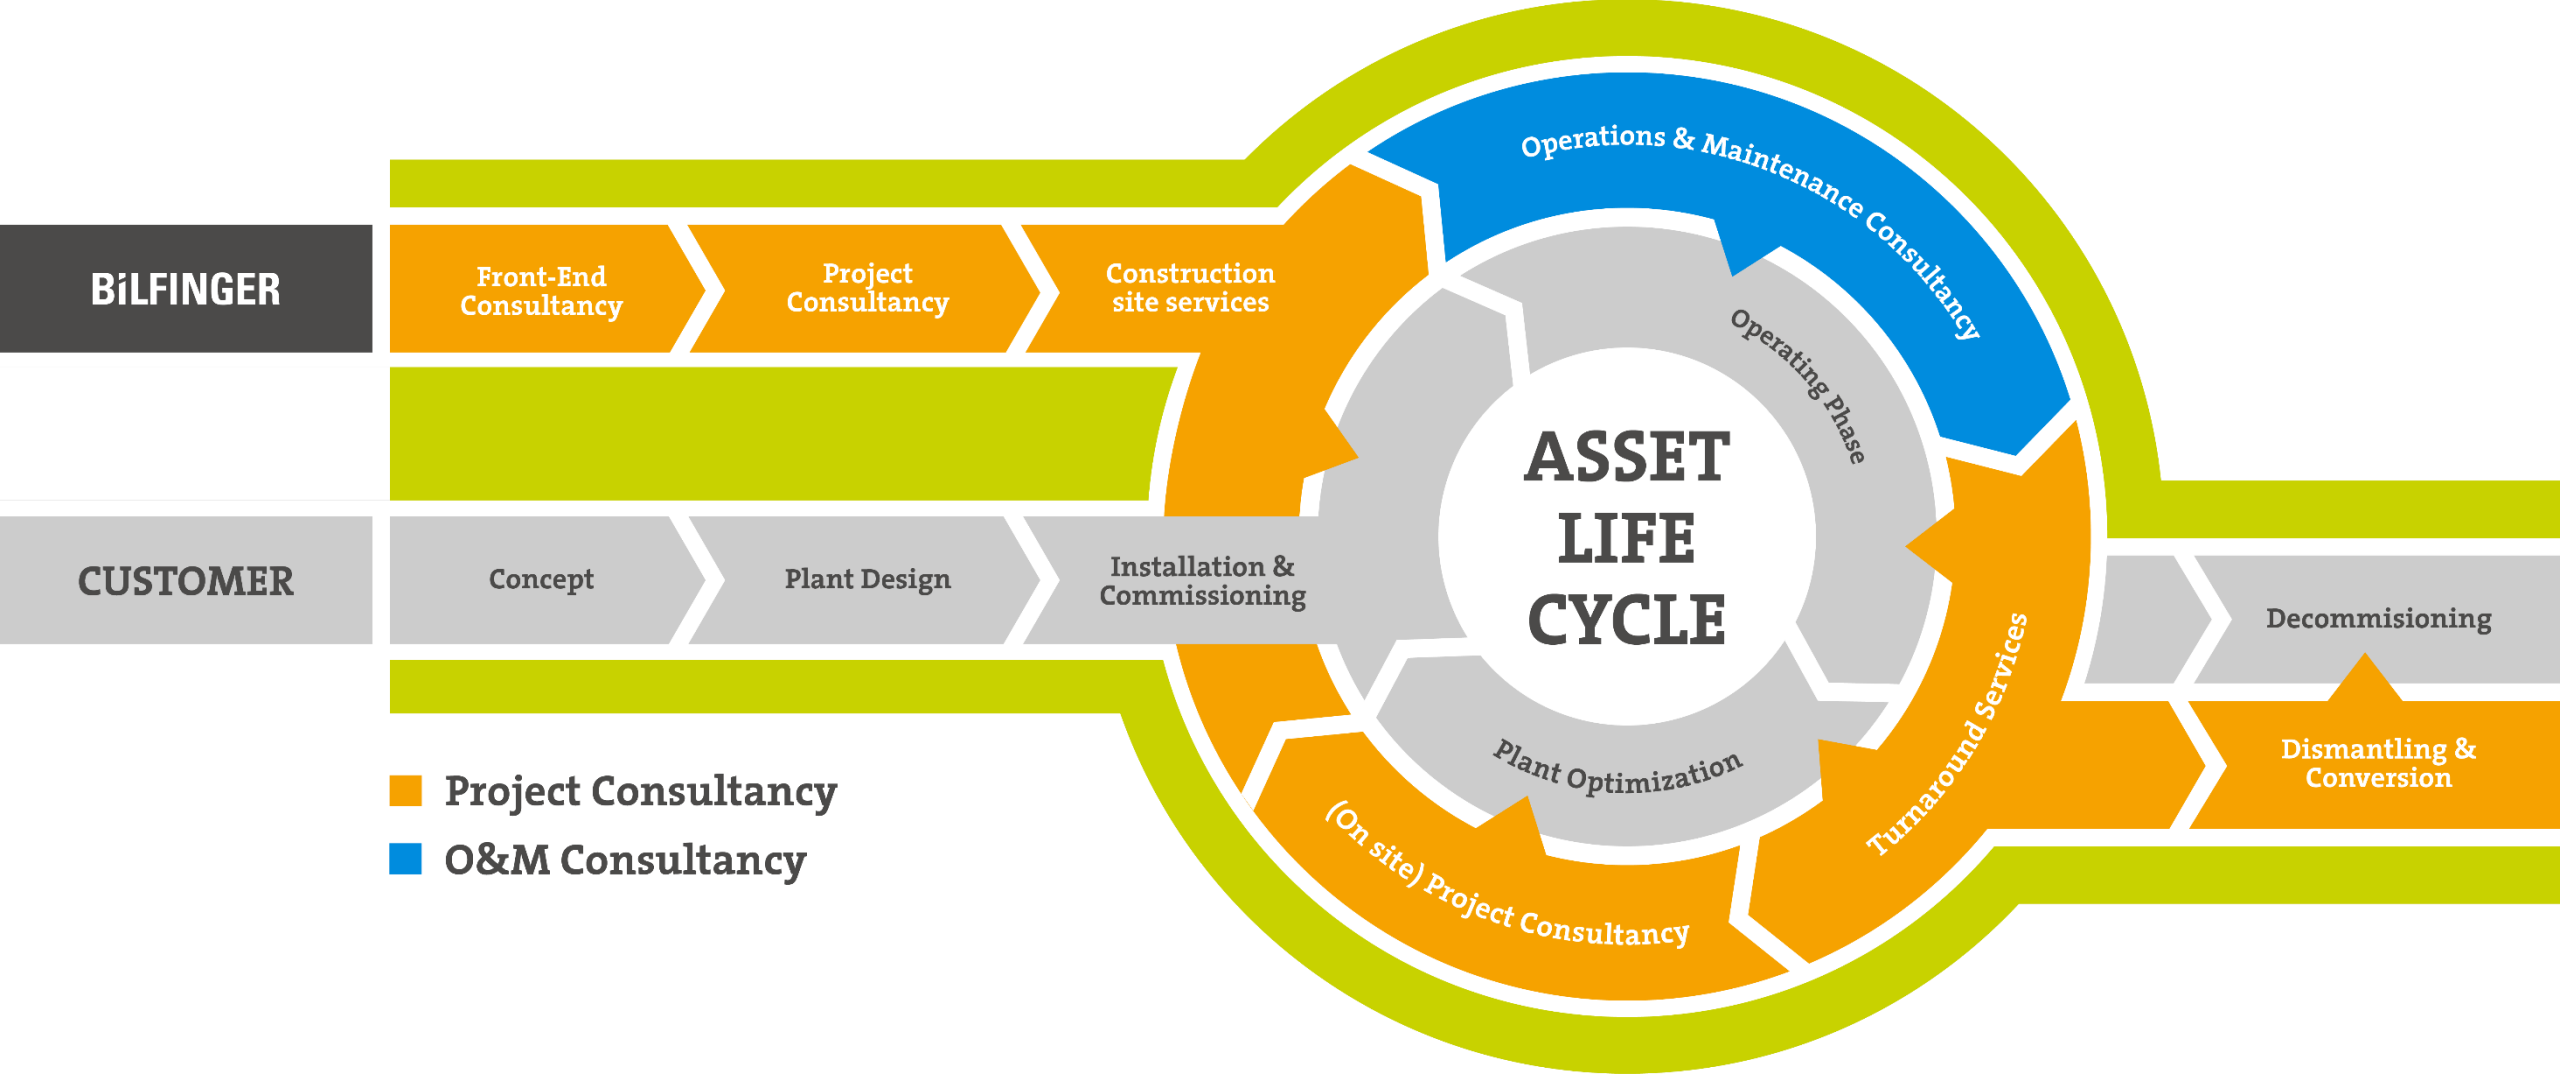 BiLFINGER
Front-End
Consultancy
Project
Consultancy
Construction
site services
Operations & Maintenance Consultancy
Operating Phase
ASSET
LIFE
CYCLE
CUSTOMER
Concept
Plant Design
Installation &
Commissioning
Plant Optimization
(On site) Project Consultancy
Turnaround Services
Decommisioning
Dismantling &
Conversion
Project Consultancy
O&M Consultancy